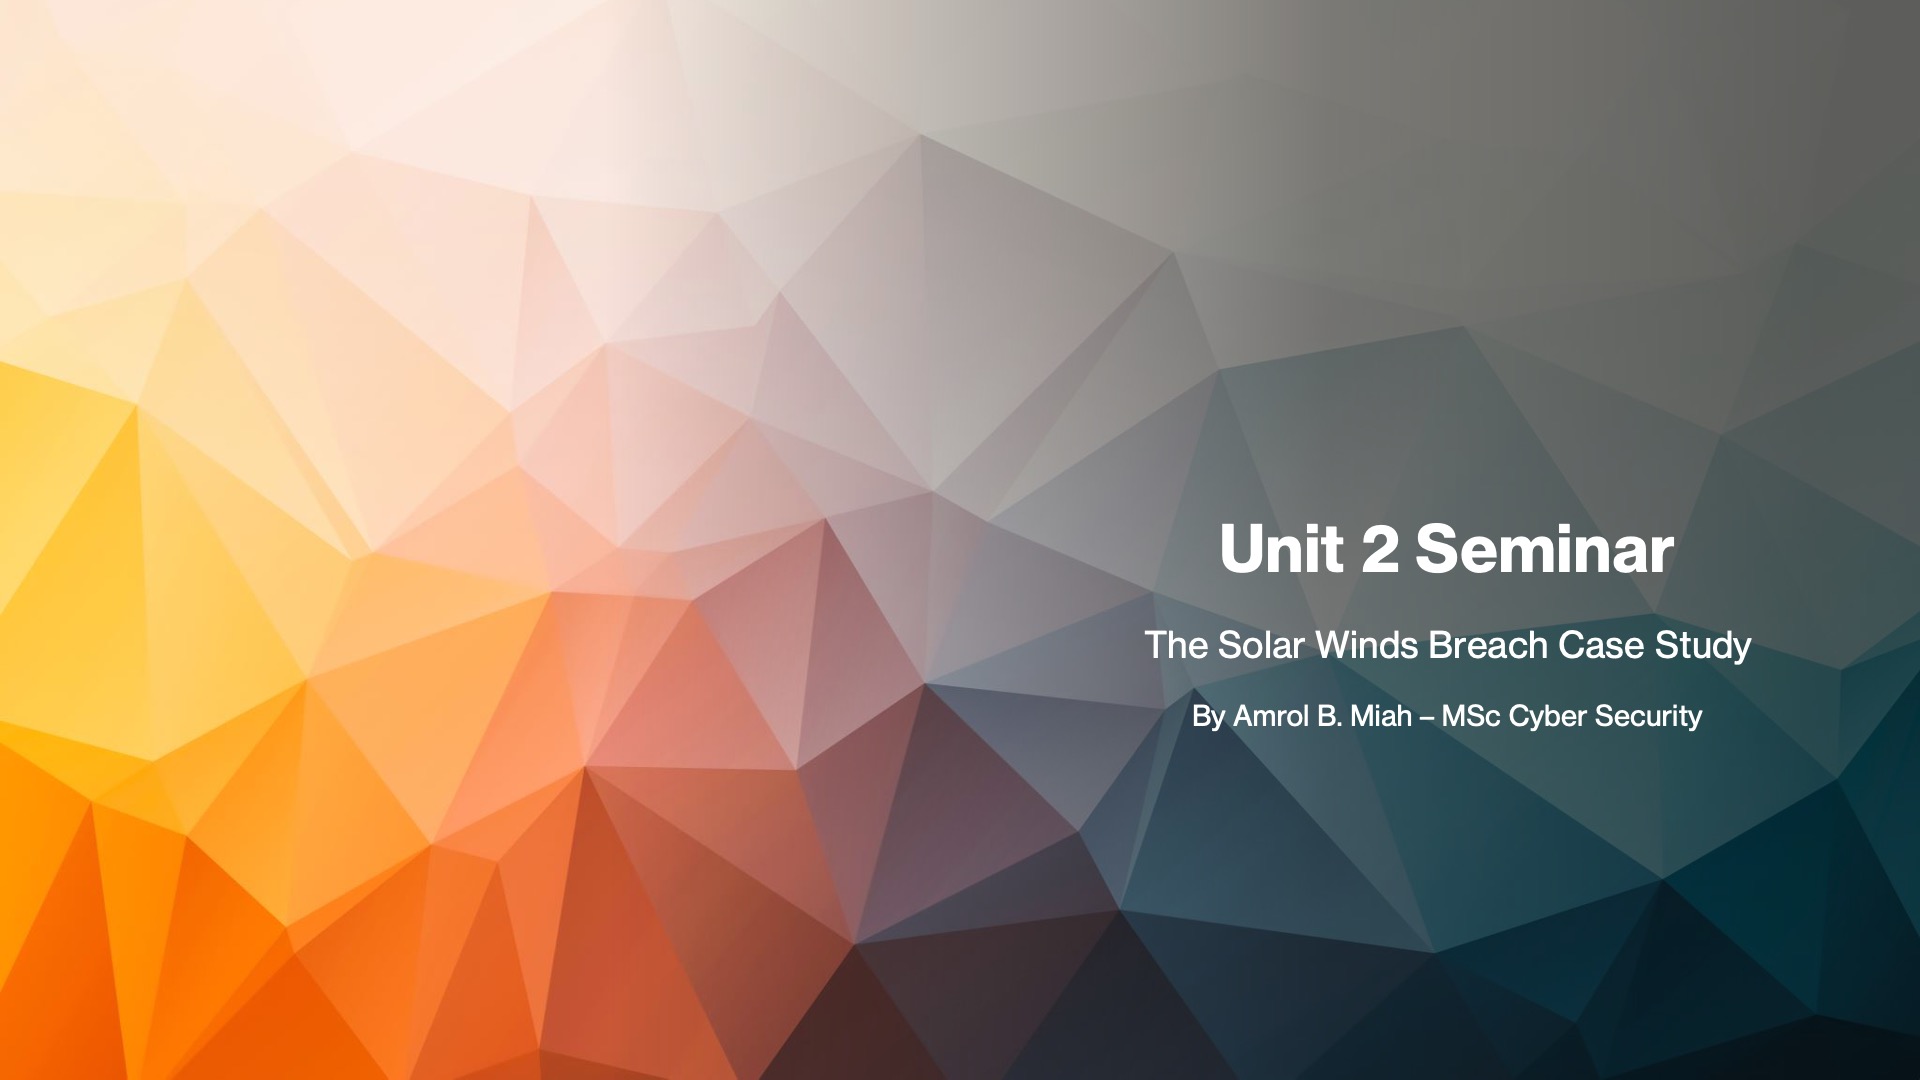 Unit 2 Seminar
The Solar Winds Breach Case Study
By Amrol B. Miah – MSc Cyber Security